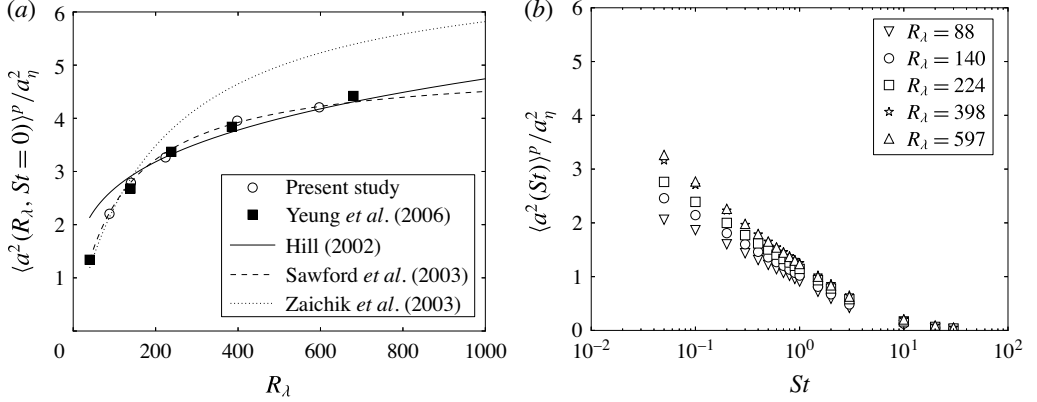 (a)
6
5
4
3
2
1
0 200 400 600 800 1000
⟨a²(R_λ, St = 0)⟩^p/a_η²
R_λ
Present study
Yeung et al. (2006)
Hill (2002)
Sawford et al. (2003)
Zaichik et al. (2003)
(b)
6
5
4
3
2
1
0
10⁻² 10⁻¹ 10⁰ 10¹ 10²
⟨a²(St)⟩^p/a_η²
St
R_λ = 88
R_λ = 140
R_λ = 224
R_λ = 398
R_λ = 597